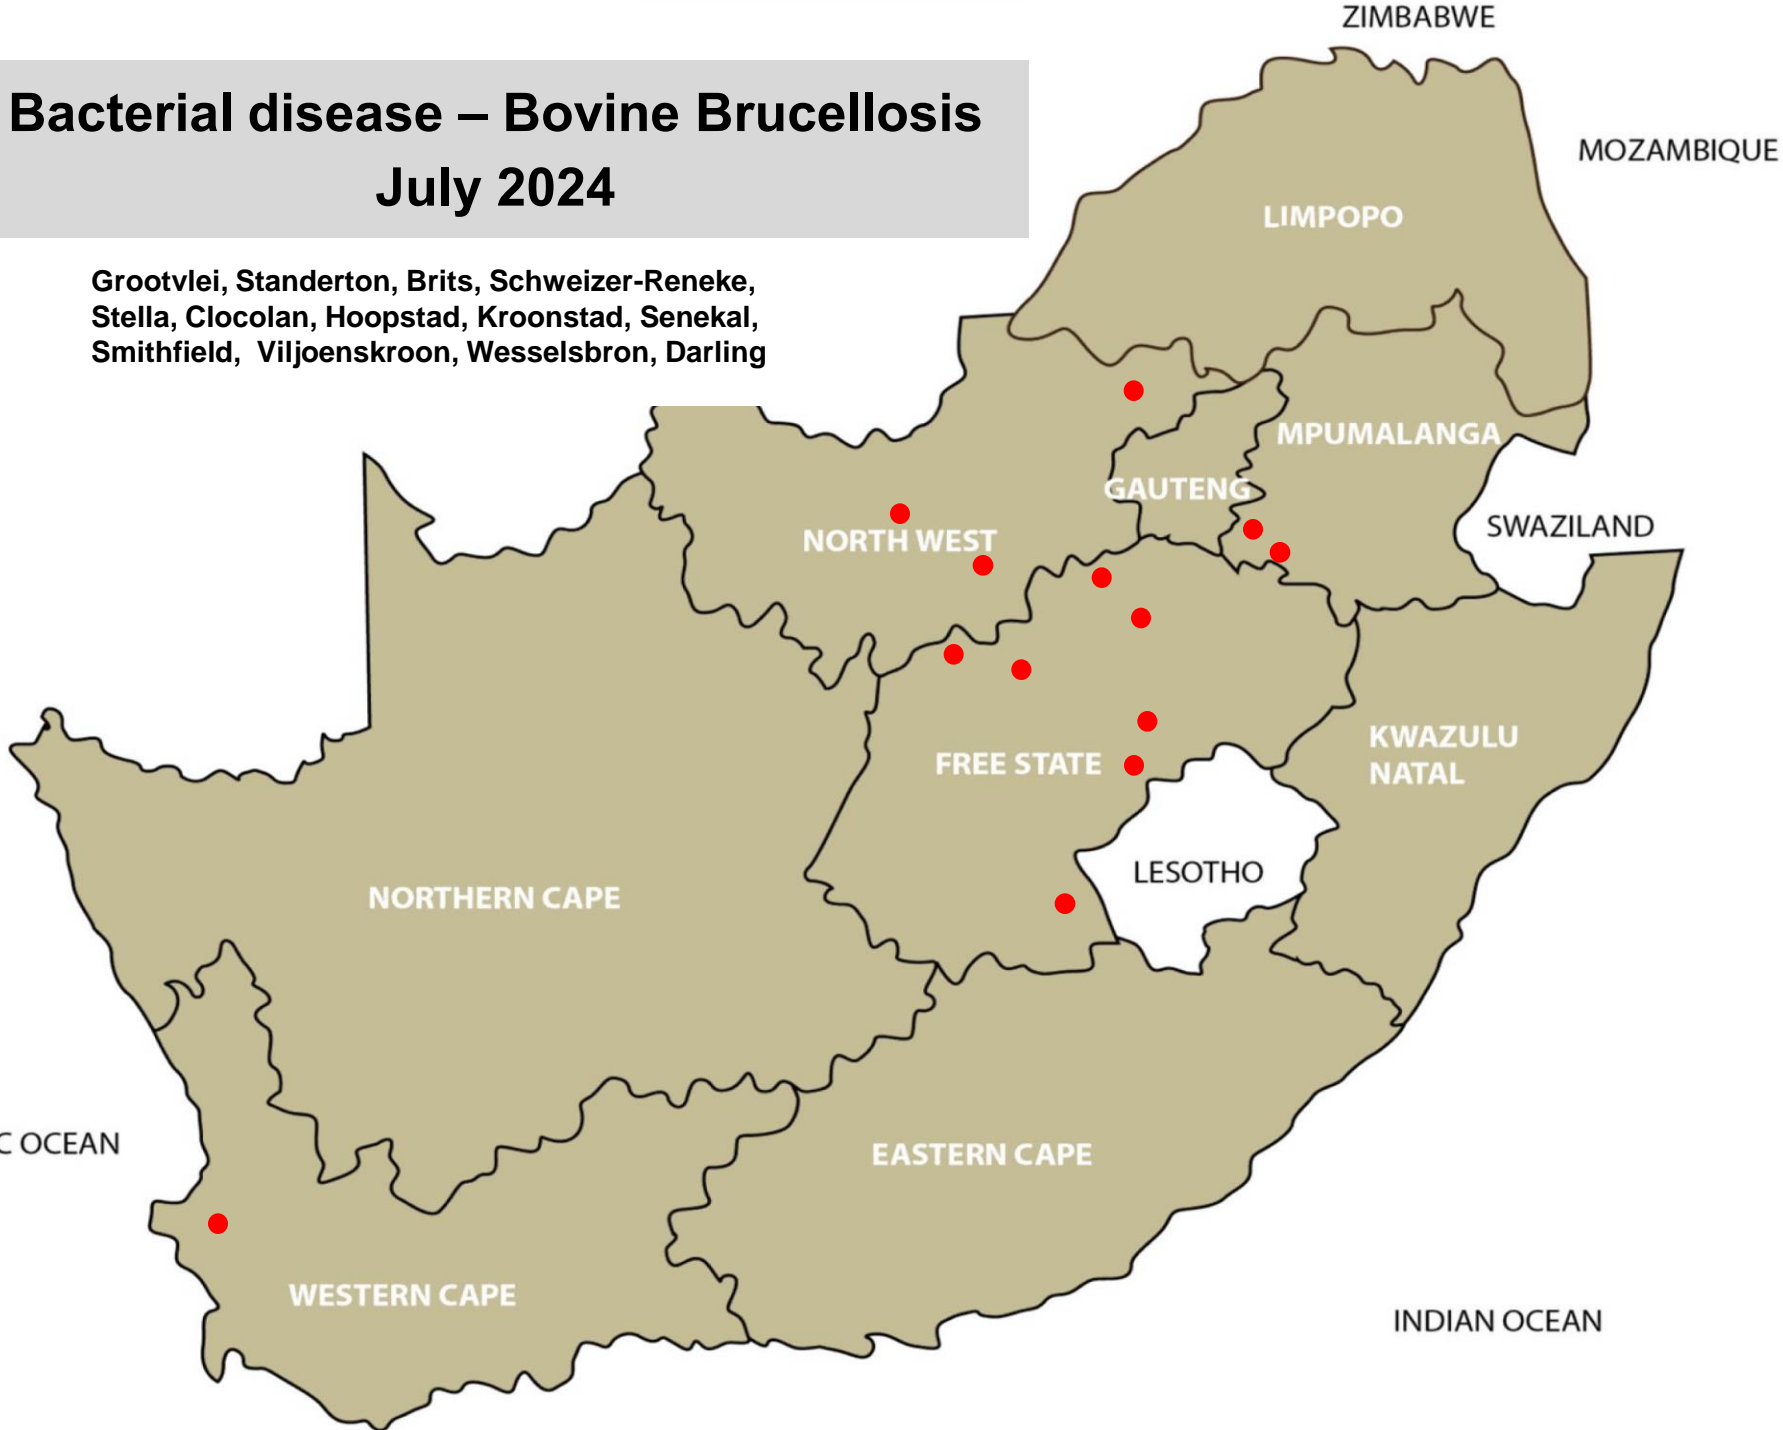 ZIMBABWE
Bacterial disease – Bovine Brucellosis
July 2024
MOZAMBIQUE
LIMPOPO
Grootvlei, Standerton, Brits, Schweizer-Reneke,
Stella, Clocolan, Hoopstad, Kroonstad, Senekal,
Smithfield, Viljoenskroon, Wesselsbron, Darling
MPUMALANGA
GAUTENG
SWAZILAND
NORTH WEST
KWAZULU
NATAL
FREE STATE
LESOTHO
NORTHERN CAPE
C OCEAN
EASTERN CAPE
WESTERN CAPE
INDIAN OCEAN